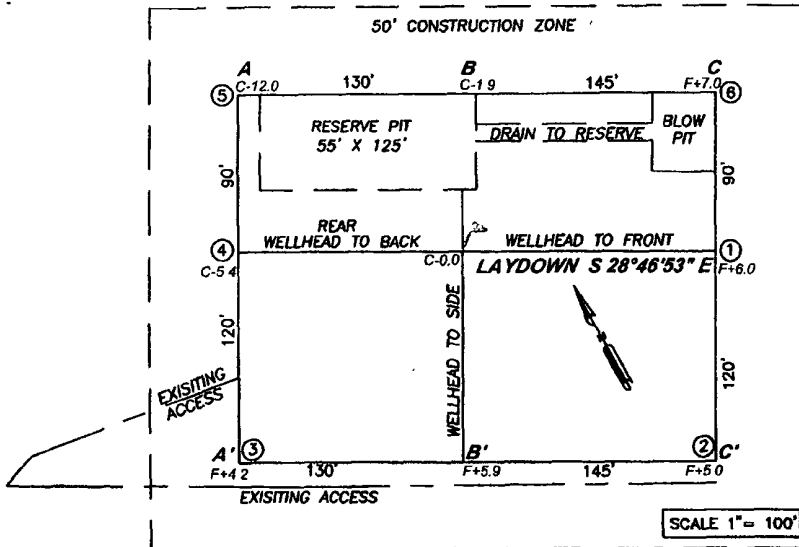 50' CONSTRUCTION ZONE
A B C
C-12.0 130' C-1 9 145' F+7.0
5 6
RESERVE PIT
55' X 125'
DRAIN TO RESERVE
BLOW
PIT
90' 90'
REAR
WELLHEAD TO BACK
WELLHEAD TO FRONT
4 1
C-5 4 C-0.0 LAYDOWN S 28°46'53" E F+6.0
WELLHEAD TO SIDE
120' 120'
EXISITING
ACCESS
A' 3 B' 2 C'
F+4 2 130' F+5.9 145' F+5 0
EXISITING ACCESS
SCALE 1"= 100'